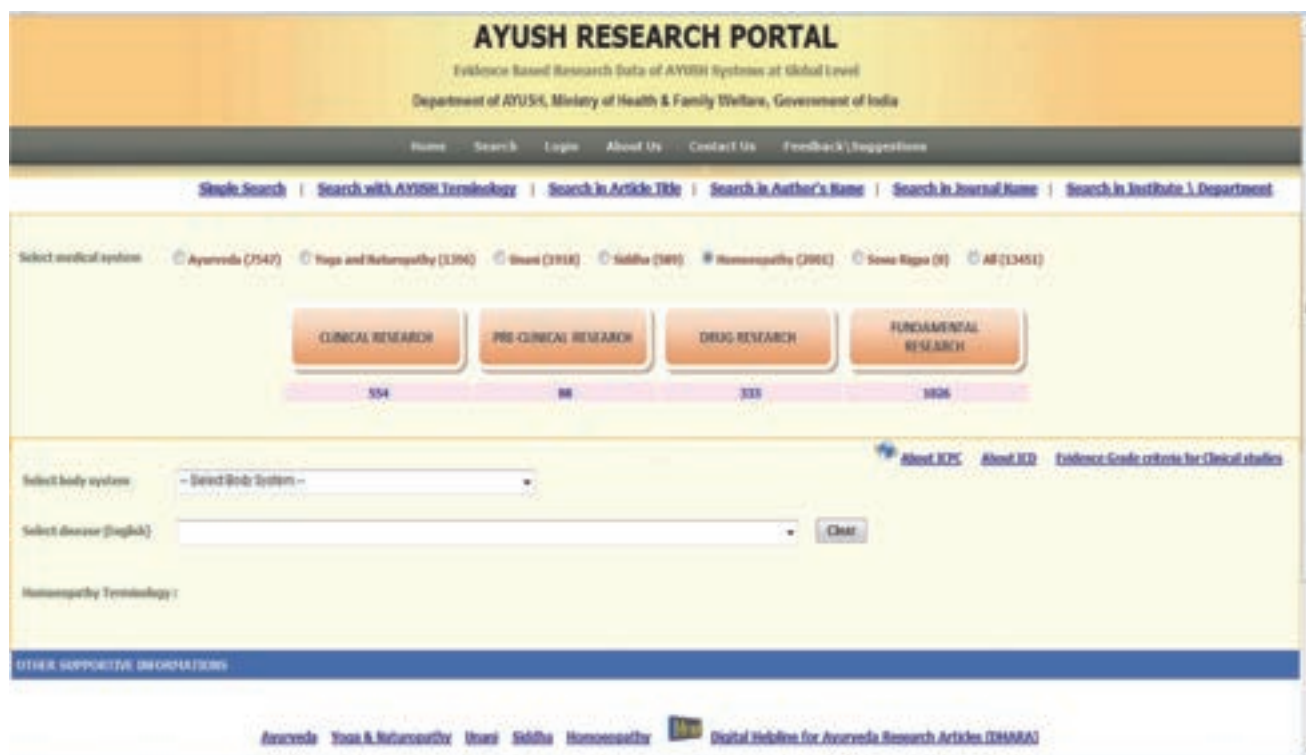 AYUSH RESEARCH PORTAL
Evidence Based Research Data of AYUSH Systems at Global Level
Department of AYUSH, Ministry of Health & Family Welfare, Government of India
Home Search Login About Us Contact Us Feedback\Suggestions
Simple Search | Search with AYUSH Terminology | Search in Article Title | Search in Author's Name | Search in Journal Name | Search in Institute \ Department
Select medical system Ayurveda (7547) Yoga and Naturopathy (1396) Unani (1918) Siddha (589) Homoeopathy (2001) Sowa Rigpa (0) All (13451)
CLINICAL RESEARCH PRE-CLINICAL RESEARCH DRUG RESEARCH FUNDAMENTAL RESEARCH
554 88 333 1026
About ICPC About ICD Evidence Grade criteria for Clinical studies
Select body system -- Select Body System --
Select disease (English) Clear
Homoeopathy Terminology :
OTHER SUPPORTIVE INFORMATIONS
Ayurveda Yoga & Naturopathy Unani Siddha Homoeopathy Digital Helpline for Ayurveda Research Articles (DHARA)